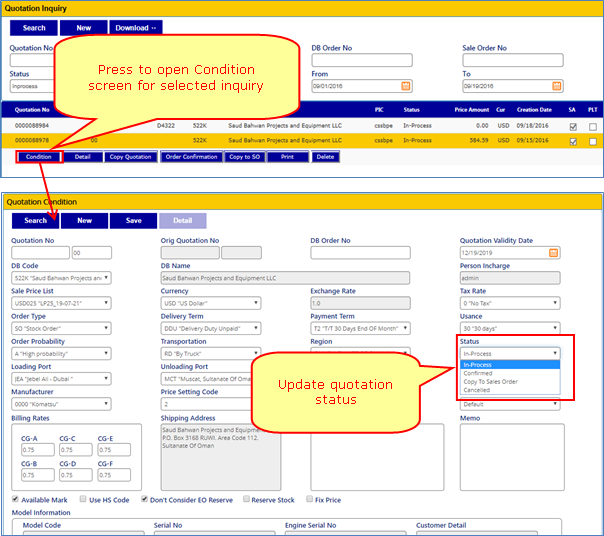 Quotation Inquiry
Search New Download
Quotation No DB Order No Sale Order No
Status From To
Inprocess 09/01/2016 09/19/2016
Press to open Condition
screen for selected inquiry
Quotation No PIC Status Price Amount Cur Creation Date SA PLT
0000088984 D4322 522K Saud Bahwan Projects and Equipment LLC cssbpe In-Process 0.00 USD 09/18/2016
0000088978 00 522K Saud Bahwan Projects and Equipment LLC cssbpe In-Process 584.59 USD 09/15/2016
Condition Detail Copy Quotation Order Confirmation Copy to SO Print Delete
Quotation Condition
Search New Save Detail
Quotation No Orig Quotation No DB Order No Quotation Validity Date
00 12/19/2019
DB Code DB Name Person Incharge
522K "Saud Bahwan Projects an Saud Bahwan Projects and Equipment LLC admin
Sale Price List Currency Exchange Rate Tax Rate
USD02S "LP2S_19-07-21" USD "US Dollar" 1.0 0 "No Tax"
Order Type Delivery Term Payment Term Usance
SO "Stock Order" DDU "Delivery Duty Unpaid" T2 "T/T 30 Days End OF Month" 30 "30 days"
Order Probability Transportation Region Status
A "High probability" RD "By-Truck" In-Process
In-Process
Confirmed
Copy To Sales Order
Cancelled
Loading Port Unloading Port
JEA "Jebel Ali - Dubai " MCT "Muscat, Sultanate Of Oma
Update quotation
status
Manufacturer Price Setting Code
0000 "Komatsu" 2 Default
Billing Rates Shipping Address Memo
CG-A CG-C CG-E
0.75 0.75 0.75
CG-B CG-D CG-F
0.75 0.75 0.75
Saud Bahwan Projects and Equipm
P.O. Box 3168 RUWI. Area Code 112.
Sultanate Of Oman
Available Mark Use HS Code Don't Consider EO Reserve Reserve Stock Fix Price
Model Information
Model Code Serial No Engine Serial No Customer Detail